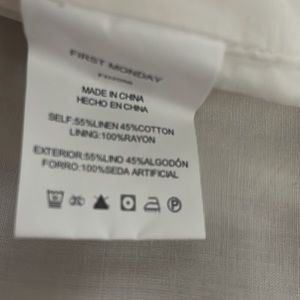 FIRST MONDAY
MADE IN CHINA
HECHO EN CHINA
SELF:55%LINEN 45%COTTON
LINING:100%RAYON
EXTERIOR:55%LINO 45%ALGODÓN
FORRO:100%SEDA ARTIFICIAL